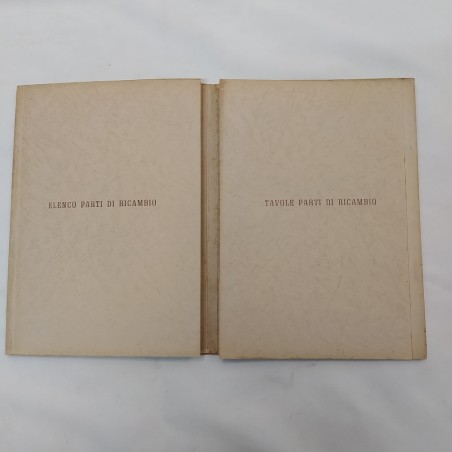 ELENCO PARTI DI RICAMBIO
TAVOLE PARTI DI RICAMBIO